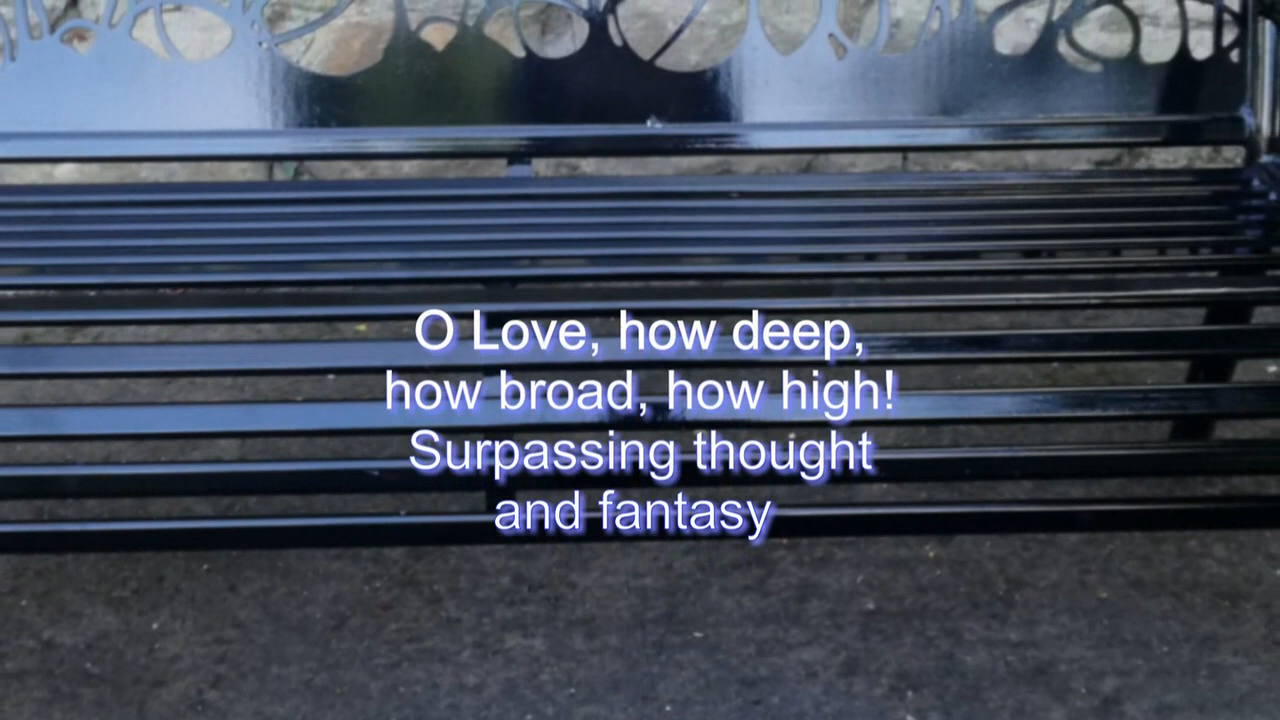 O Love, how deep,
how broad, how high!
Surpassing thought
and fantasy